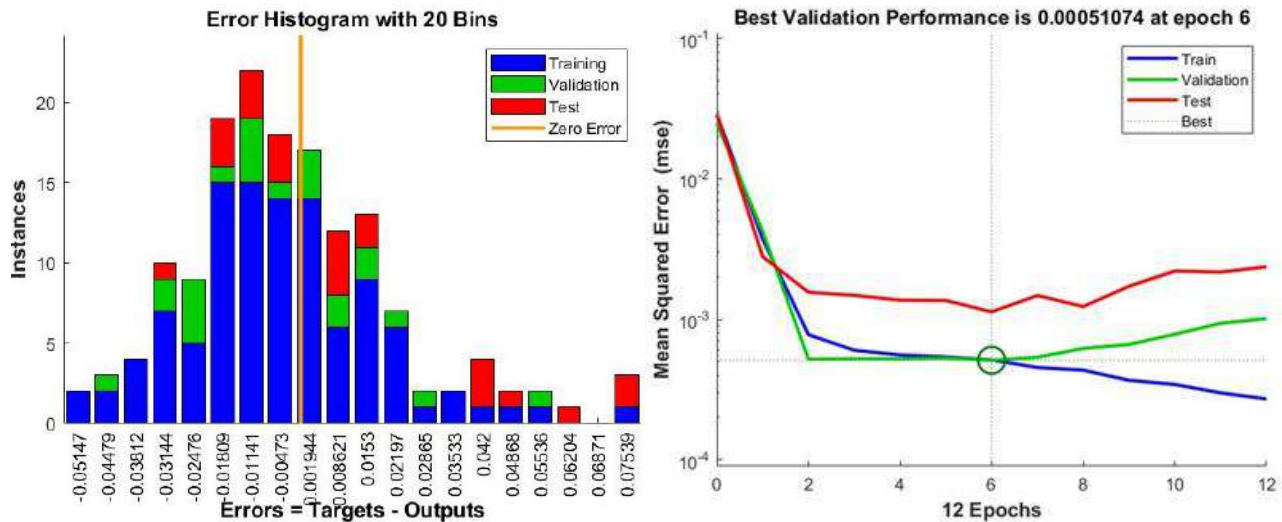 Error Histogram with 20 Bins
Instances
20
15
10
5
0
Training
Validation
Test
Zero Error
-0.05147
-0.04479
-0.03812
-0.03144
-0.02476
-0.01809
-0.01141
-0.00473
0.001944
0.008621
0.0153
0.02197
0.02865
0.03533
0.042
0.04868
0.05536
0.06204
0.06871
0.07539
Errors = Targets - Outputs
Best Validation Performance is 0.00051074 at epoch 6
Mean Squared Error (mse)
10-1
10-2
10-3
10-4
Train
Validation
Test
Best
0 2 4 6 8 10 12
12 Epochs